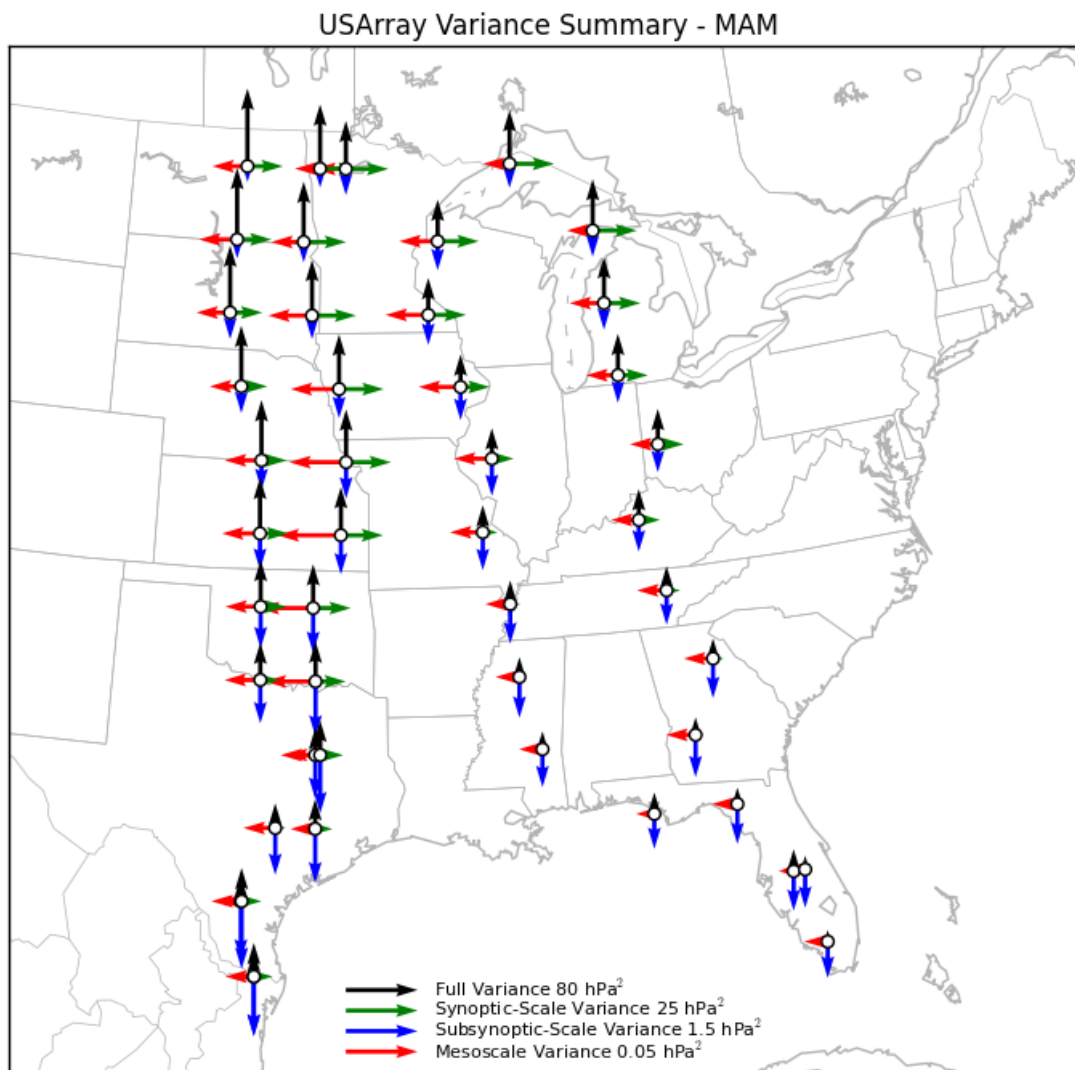 USArray Variance Summary - MAM
Full Variance 80 hPa²
Synoptic-Scale Variance 25 hPa²
Subsynoptic-Scale Variance 1.5 hPa²
Mesoscale Variance 0.05 hPa²